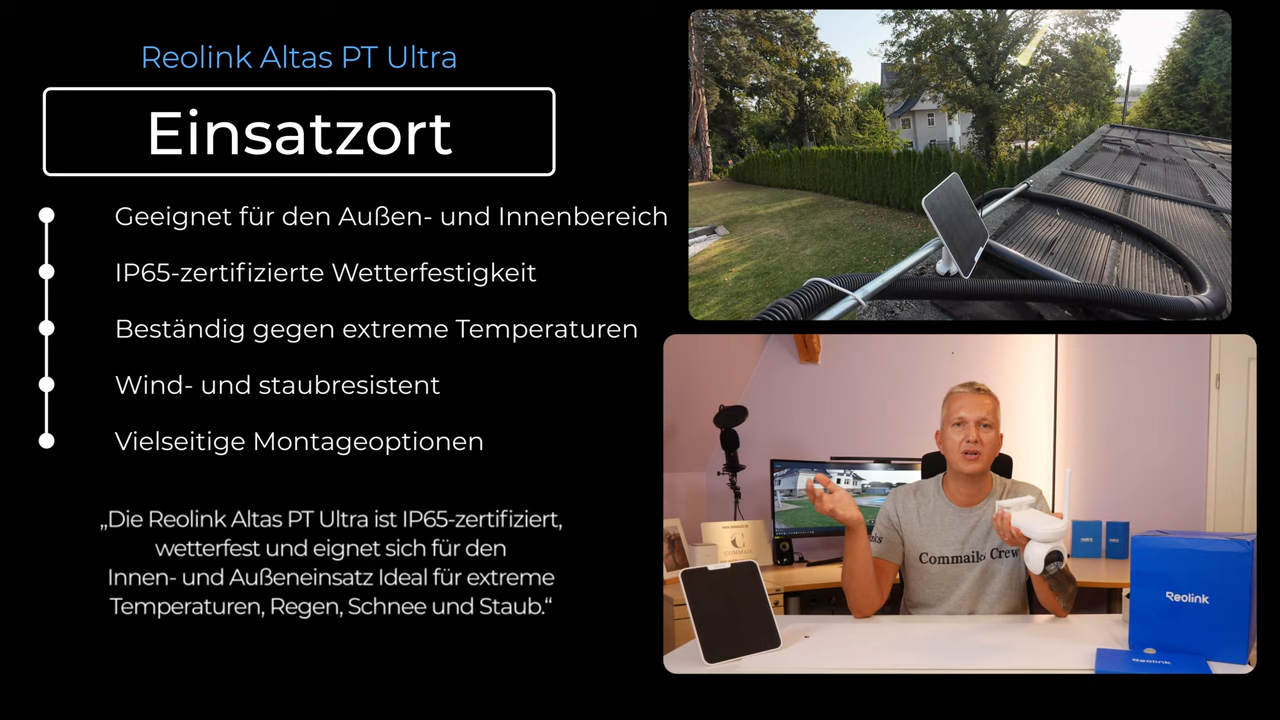 Reolink Altas PT Ultra
Einsatzort
Geeignet für den Außen- und Innenbereich
IP65-zertifizierte Wetterfestigkeit
Beständig gegen extreme Temperaturen
Wind- und staubresistent
Vielseitige Montageoptionen
„Die Reolink Altas PT Ultra ist IP65-zertifiziert,
wetterfest und eignet sich für den
Innen- und Außeneinsatz Ideal für extreme
Temperaturen, Regen, Schnee und Staub.“
COMMAIK
Commaiks Crew
Reolink
Reolink